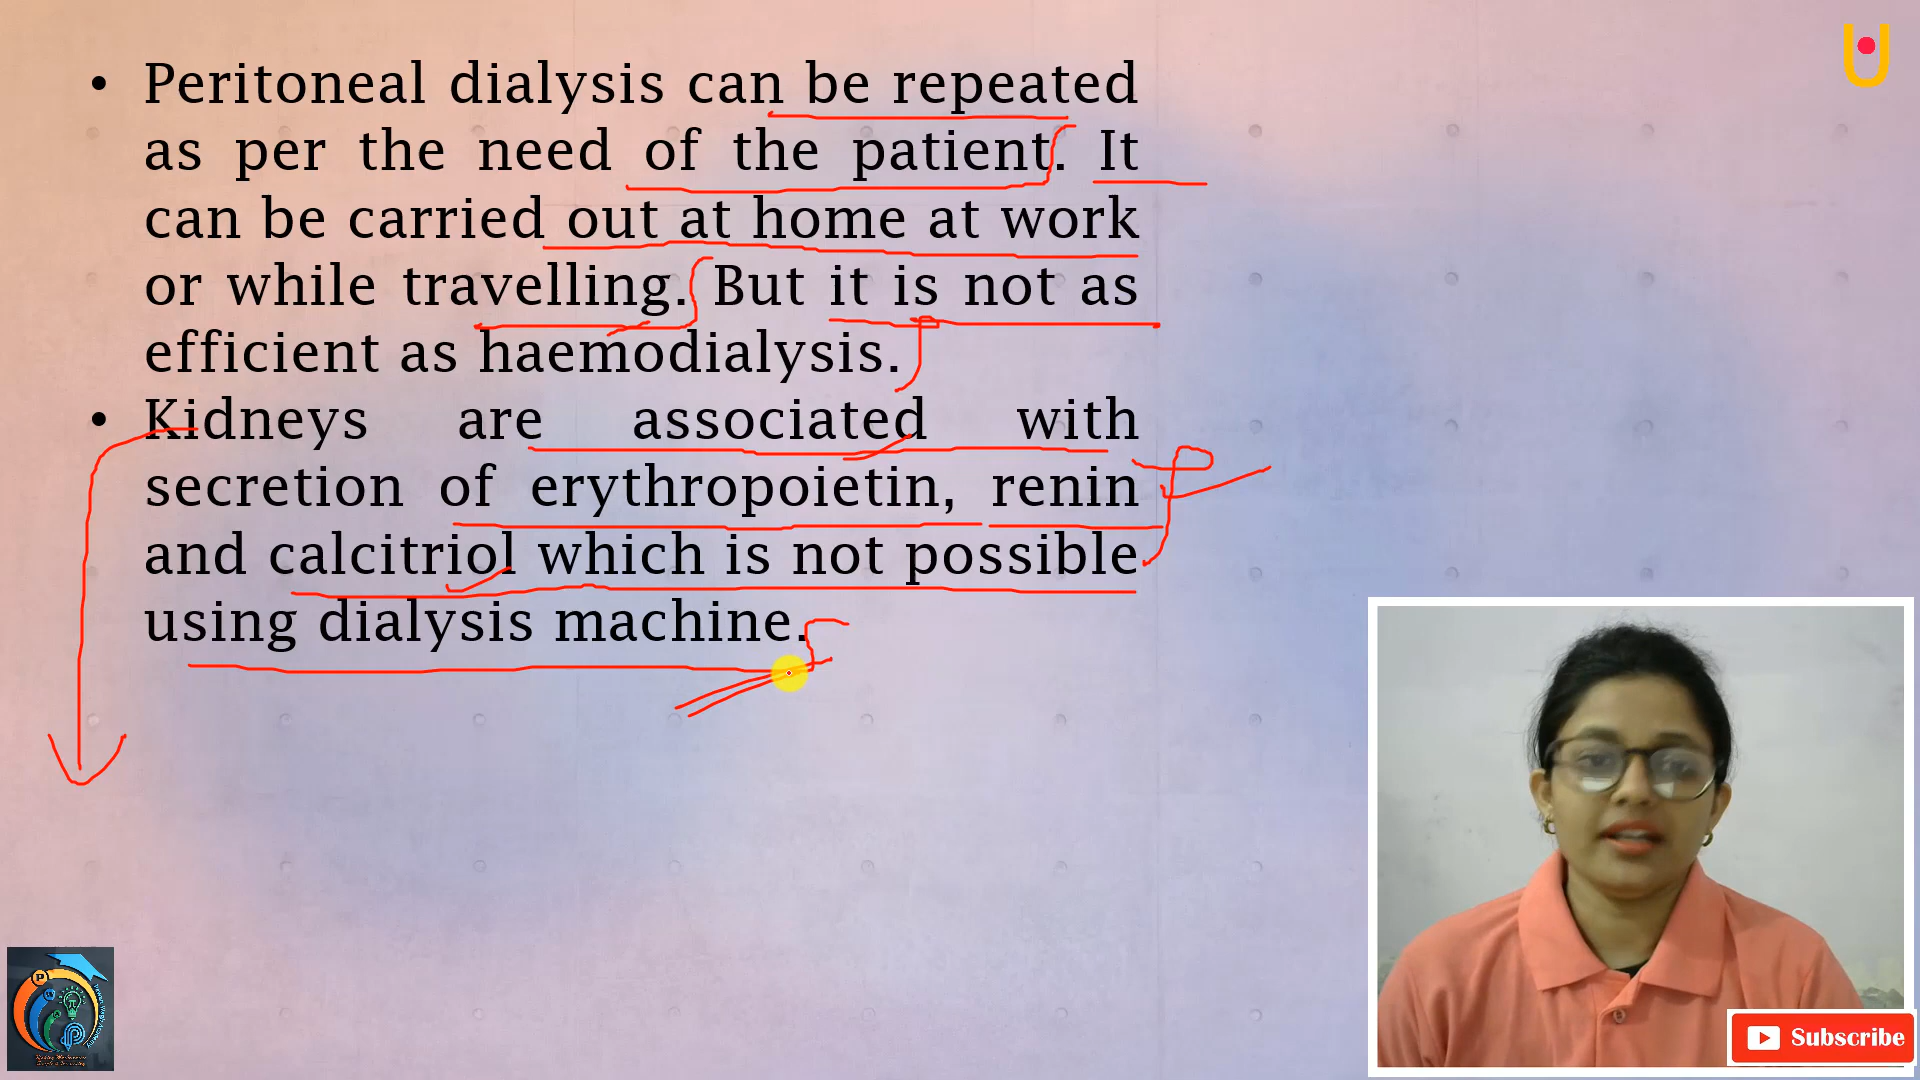 • Peritoneal dialysis can be repeated
as per the need of the patient. It
can be carried out at home at work
or while travelling. But it is not as
efficient as haemodialysis.
• Kidneys are associated with
secretion of erythropoietin, renin
and calcitriol which is not possible
using dialysis machine.
Subscribe